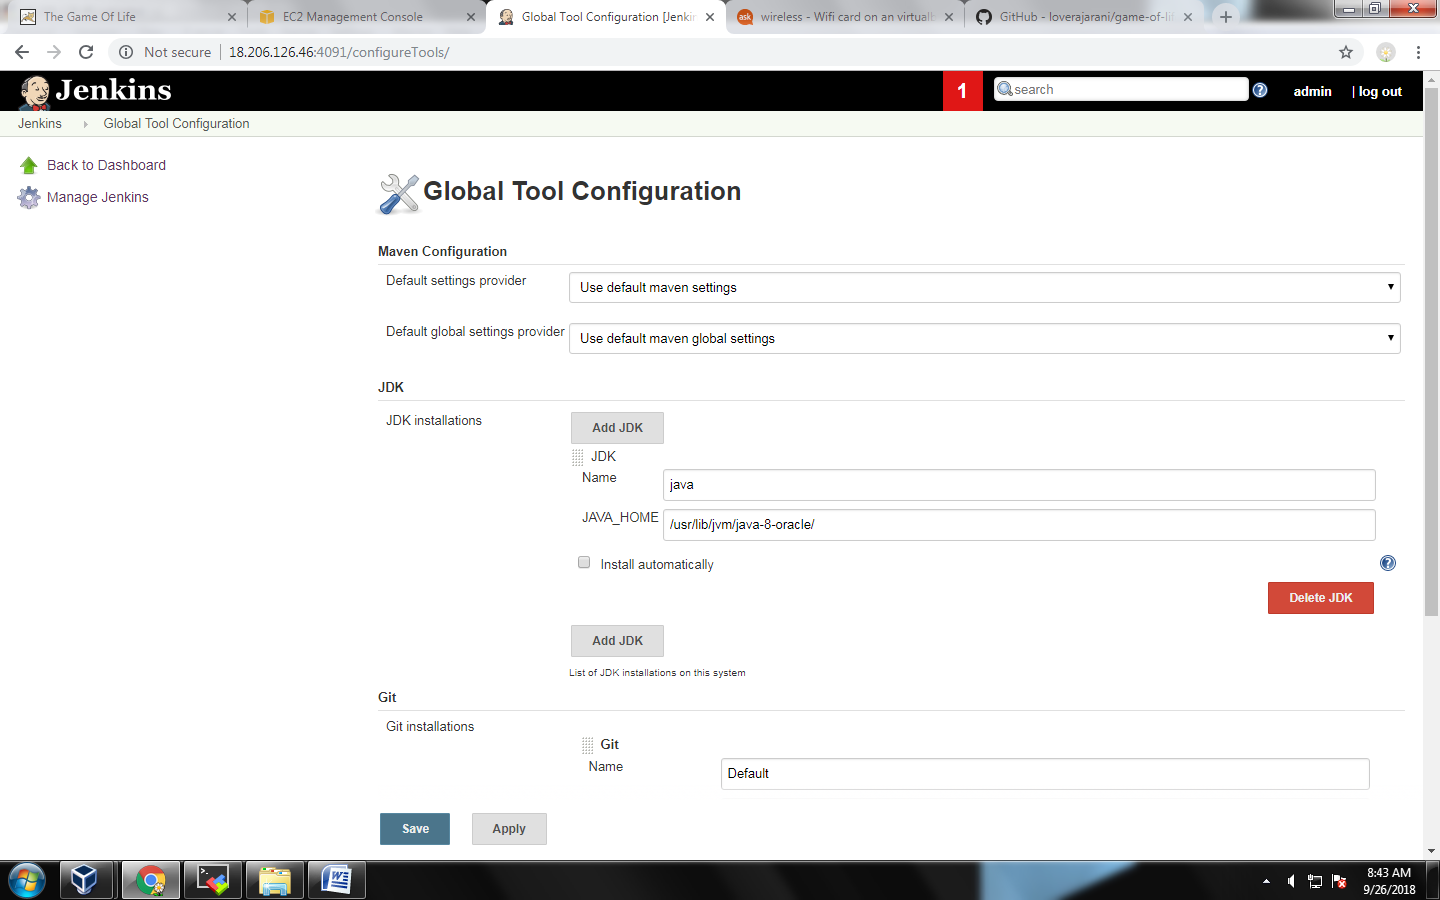 The Game Of Life
EC2 Management Console
Global Tool Configuration [Jenki
wireless - Wifi card on an virtual
GitHub - loverajarani/game-of-li
Not secure | 18.206.126.46:4091/configureTools/
Jenkins
1
search
admin
| log out
Jenkins
Global Tool Configuration
Back to Dashboard
Manage Jenkins
Global Tool Configuration
Maven Configuration
Default settings provider
Use default maven settings
Default global settings provider
Use default maven global settings
JDK
JDK installations
Add JDK
JDK
Name
java
JAVA_HOME
/usr/lib/jvm/java-8-oracle/
Install automatically
Delete JDK
Add JDK
List of JDK installations on this system
Git
Git installations
Git
Name
Default
Save
Apply
8:43 AM
9/26/2018